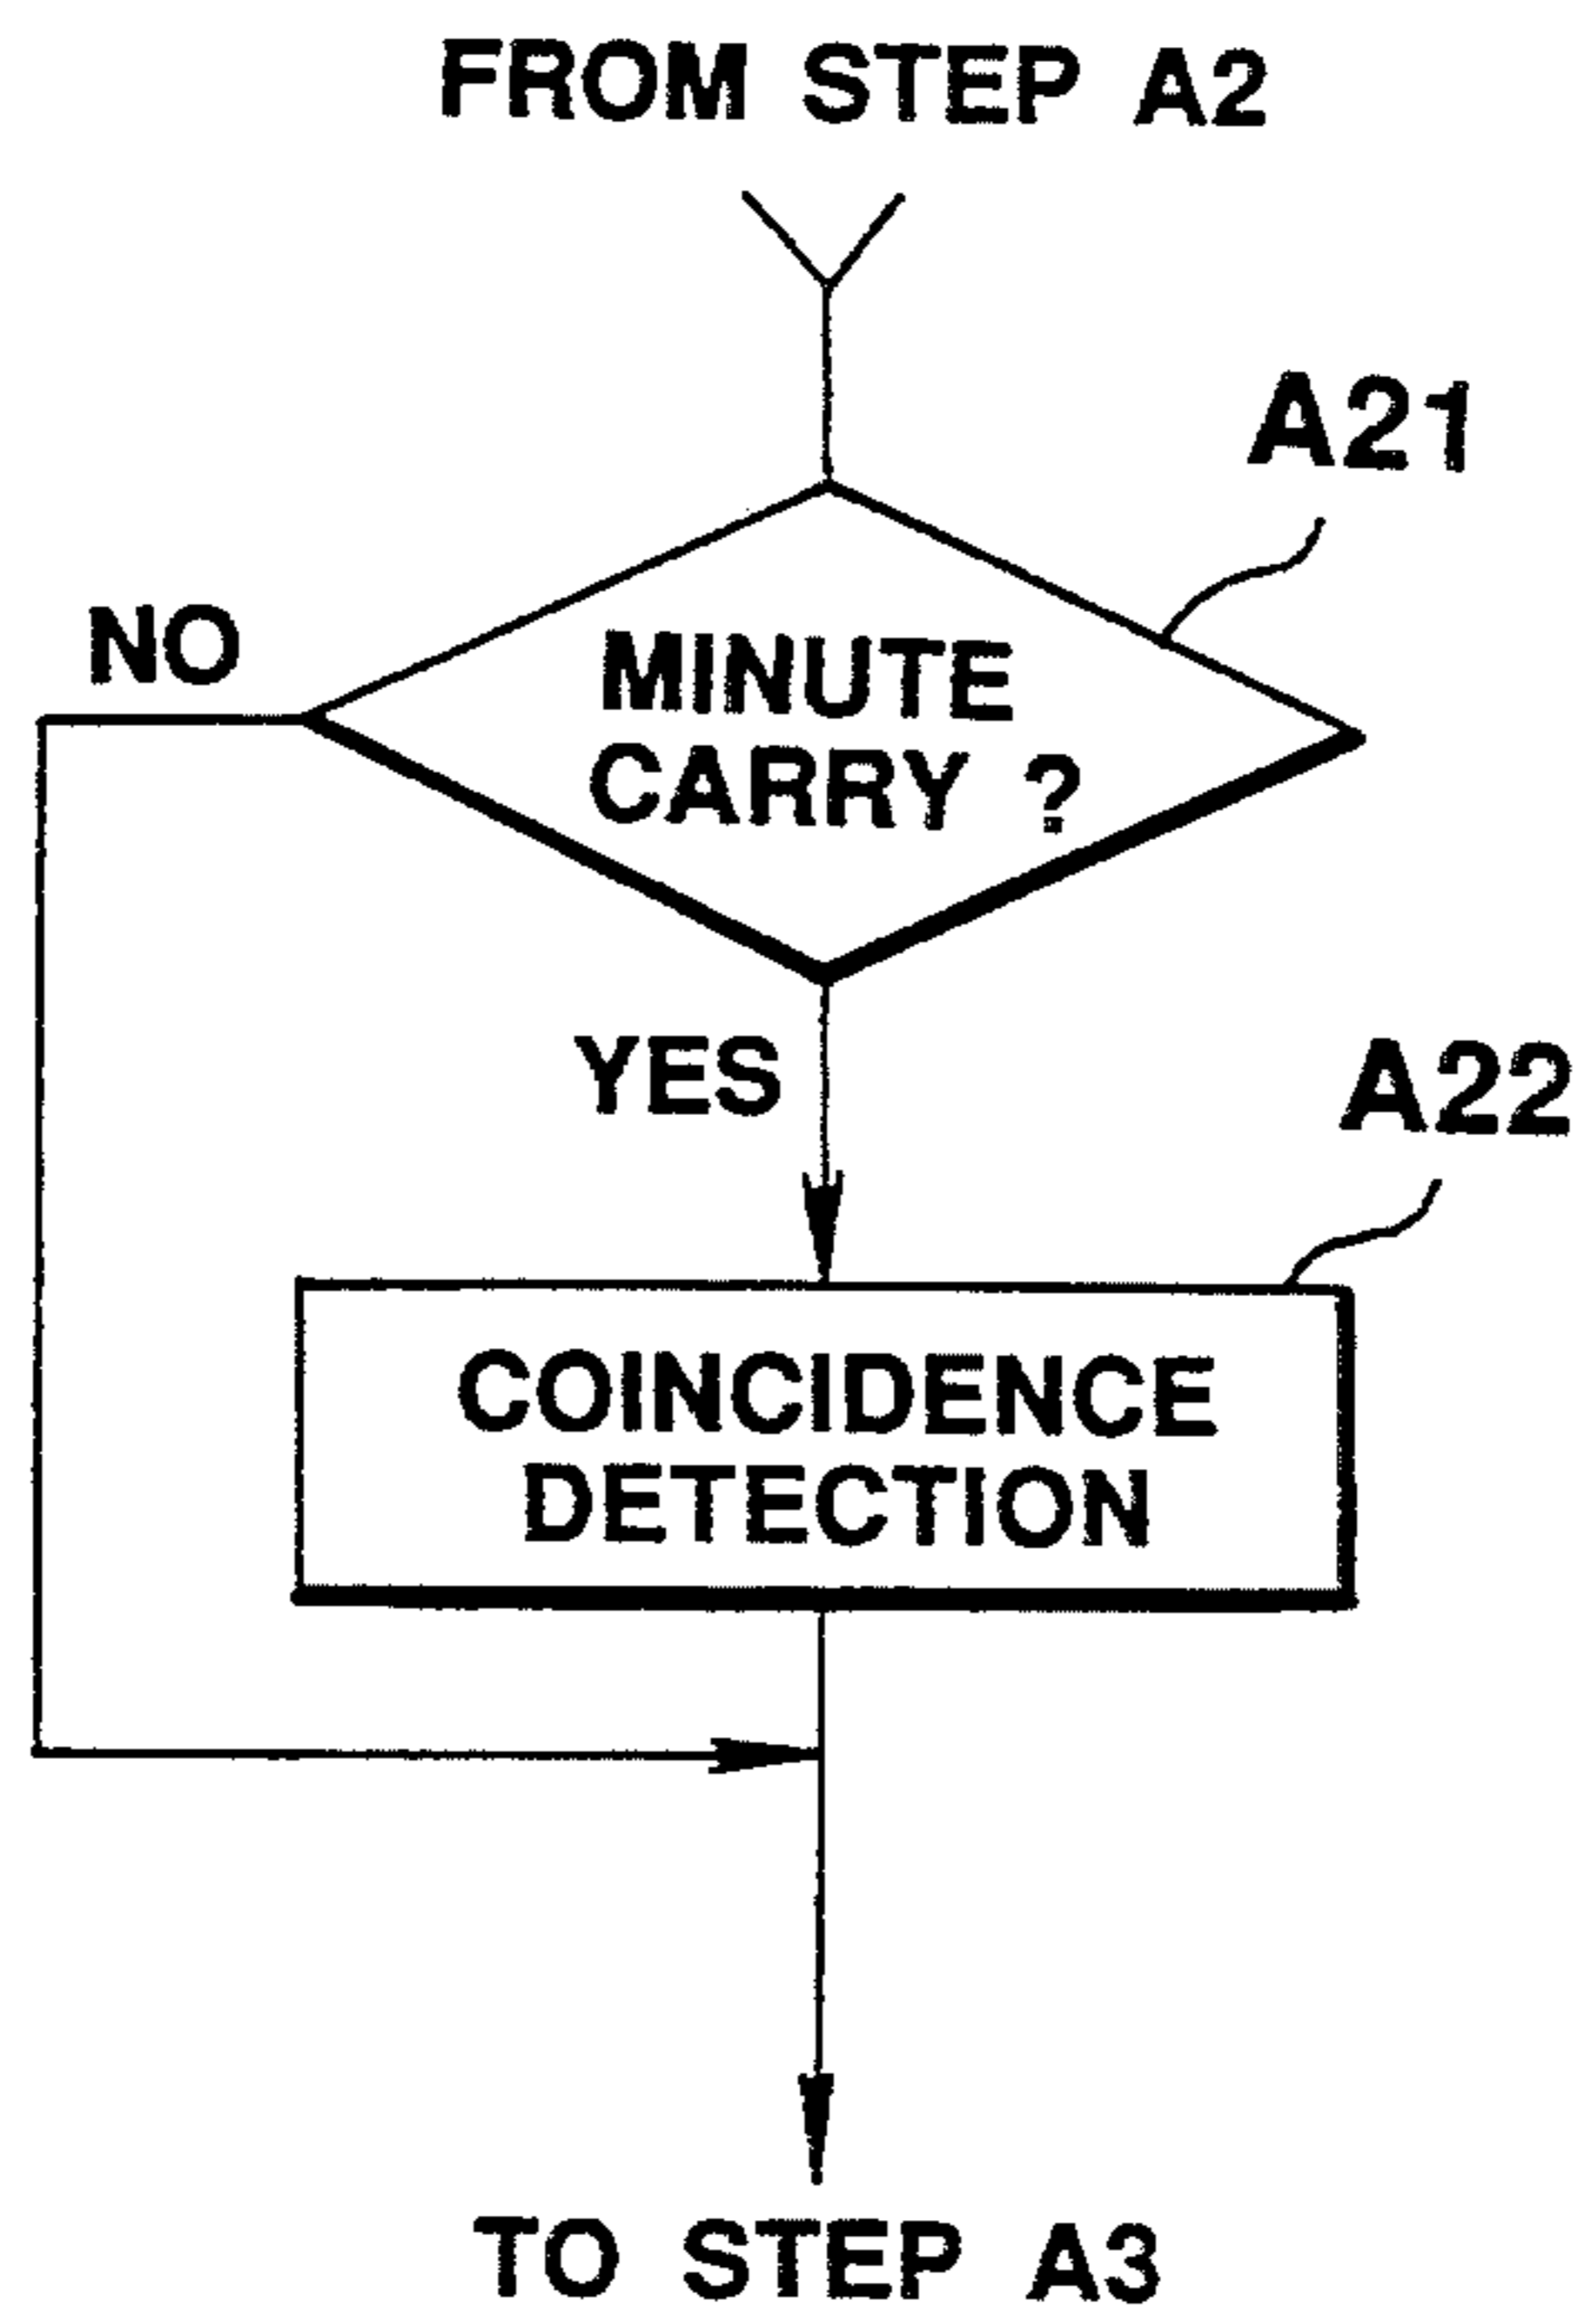 FROM STEP A2
A21
NO
MINUTE
CARRY ?
YES
A22
COINCIDENCE
DETECTION
TO STEP A3